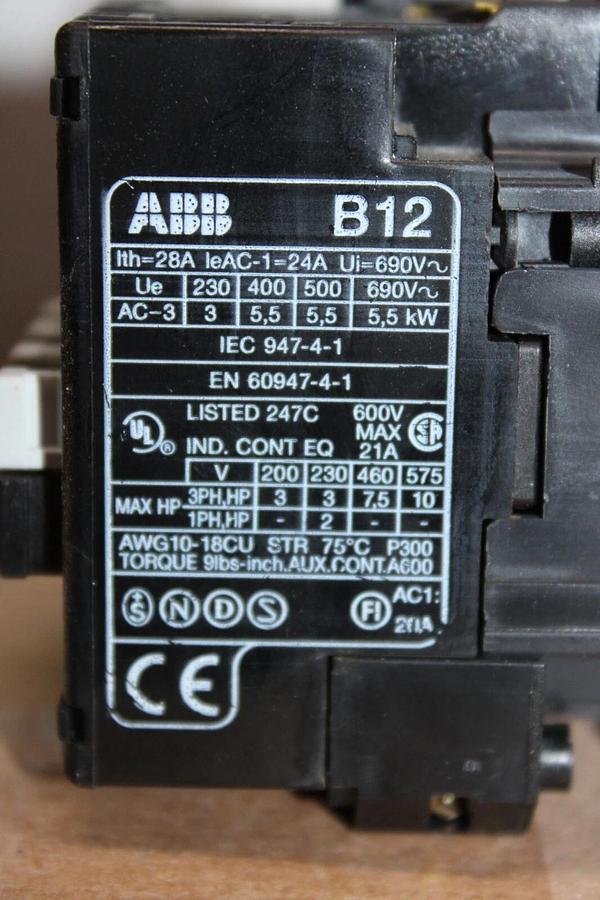 ABB B12
Ith=28A IeAC-1=24A Ui=690V~
Ue 230 400 500 690V~
AC-3 3 5,5 5,5 5,5 kW
IEC 947-4-1
EN 60947-4-1
UL ® LISTED 247C 600V
MAX
IND. CONT EQ 21A
V 200 230 460 575
MAX HP 3PH,HP 3 3 7,5 10
1PH,HP - 2 - -
AWG10-18CU STR 75°C P300
TORQUE 9lbs-inch.AUX.CONT.A600
S N D S FI AC1:
20A
CE